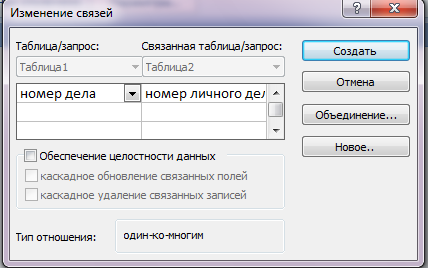 Изменение связей
Таблица/запрос: Связанная таблица/запрос:
Таблица1 Таблица2
номер дела номер личного дел
Создать
Отмена
Объединение...
Новое..
Обеспечение целостности данных
каскадное обновление связанных полей
каскадное удаление связанных записей
Тип отношения: один-ко-многим